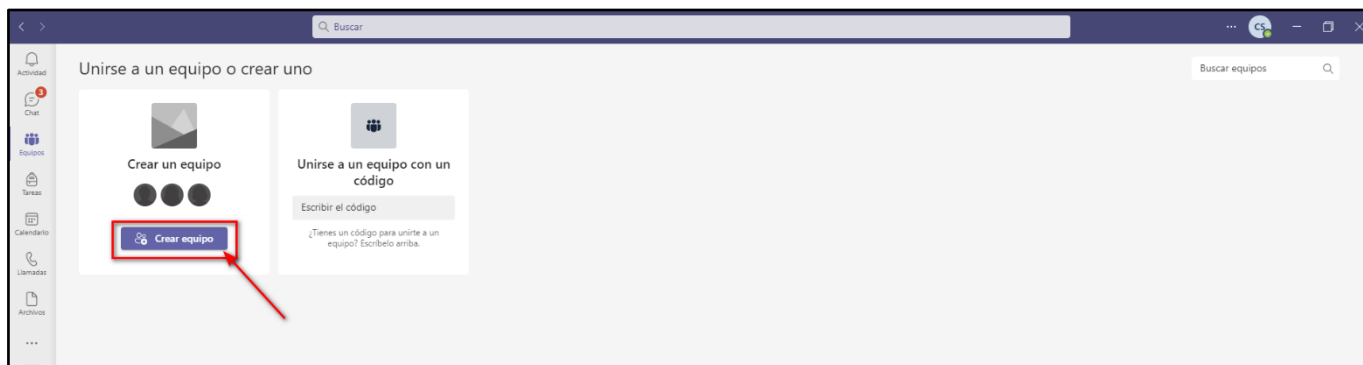 Buscar
CS
Actividad
3
Chat
Equipos
Tareas
Calendario
Llamadas
Archivos
Unirse a un equipo o crear uno
Buscar equipos
Crear un equipo
Crear equipo
Unirse a un equipo con un
código
Escribir el código
¿Tienes un código para unirte a un
equipo? Escríbelo arriba.